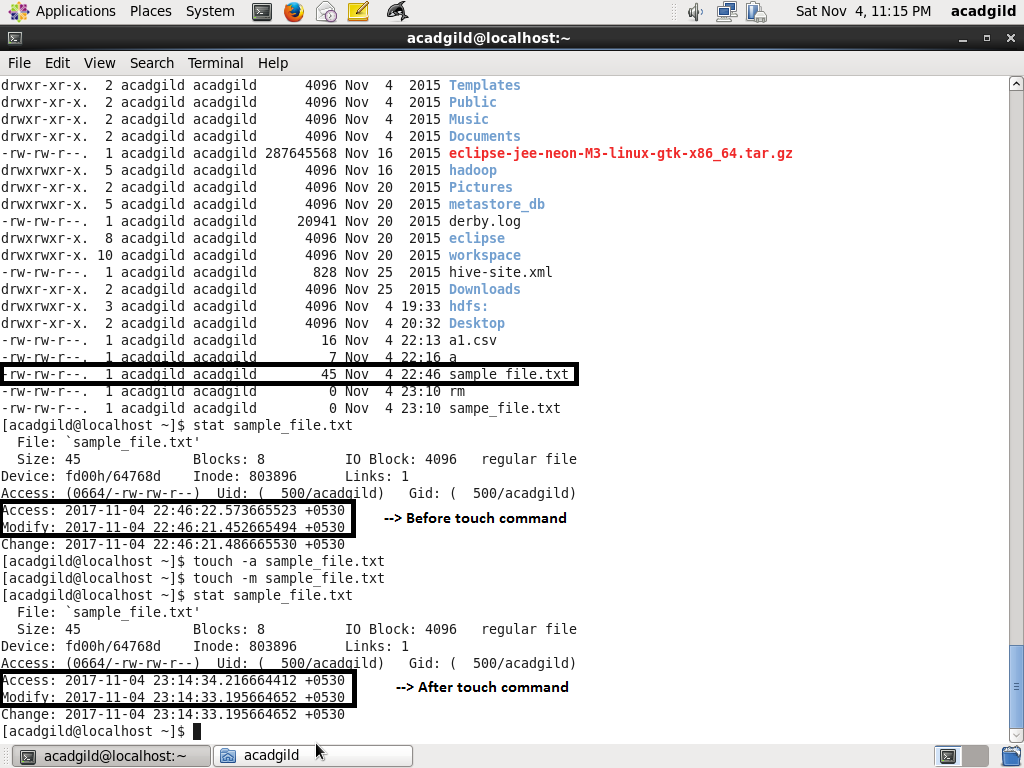 Applications Places System Sat Nov 4, 11:15 PM acadgild
acadgild@localhost:~
File Edit View Search Terminal Help
drwxr-xr-x.  2 acadgild acadgild      4096 Nov  4  2015 Templates
drwxr-xr-x.  2 acadgild acadgild      4096 Nov  4  2015 Public
drwxr-xr-x.  2 acadgild acadgild      4096 Nov  4  2015 Music
drwxr-xr-x.  2 acadgild acadgild      4096 Nov  4  2015 Documents
-rw-rw-r--.  1 acadgild acadgild 287645568 Nov 16  2015 eclipse-jee-neon-M3-linux-gtk-x86_64.tar.gz
drwxr-xr-x.  5 acadgild acadgild      4096 Nov 16  2015 hadoop
drwxr-xr-x.  2 acadgild acadgild      4096 Nov 20  2015 Pictures
drwxrwxr-x.  5 acadgild acadgild      4096 Nov 20  2015 metastore_db
-rw-rw-r--.  1 acadgild acadgild     20941 Nov 20  2015 derby.log
drwxrwxr-x.  8 acadgild acadgild      4096 Nov 20  2015 eclipse
drwxrwxr-x. 10 acadgild acadgild      4096 Nov 20  2015 workspace
-rw-rw-r--.  1 acadgild acadgild       828 Nov 25  2015 hive-site.xml
drwxr-xr-x.  2 acadgild acadgild      4096 Nov 25  2015 Downloads
drwxrwxr-x.  3 acadgild acadgild      4096 Nov  4 19:33 hdfs:
drwxr-xr-x.  2 acadgild acadgild      4096 Nov  4 20:32 Desktop
-rw-rw-r--.  1 acadgild acadgild        16 Nov  4 22:13 a1.csv
-rw-rw-r--.  1 acadgild acadgild         7 Nov  4 22:16 a
-rw-rw-r--.  1 acadgild acadgild        45 Nov  4 22:46 sample_file.txt
-rw-rw-r--.  1 acadgild acadgild         0 Nov  4 23:10 rm
-rw-rw-r--.  1 acadgild acadgild         0 Nov  4 23:10 sampe_file.txt
[acadgild@localhost ~]$ stat sample_file.txt
  File: `sample_file.txt'
  Size: 45              Blocks: 8          IO Block: 4096   regular file
Device: fd00h/64768d    Inode: 803896      Links: 1
Access: (0664/-rw-rw-r--)  Uid: (  500/acadgild)   Gid: (  500/acadgild)
Access: 2017-11-04 22:46:22.573665523 +0530
--> Before touch command
Modify: 2017-11-04 22:46:21.452665494 +0530
Change: 2017-11-04 22:46:21.486665530 +0530
[acadgild@localhost ~]$ touch -a sample_file.txt
[acadgild@localhost ~]$ touch -m sample_file.txt
[acadgild@localhost ~]$ stat sample_file.txt
  File: `sample_file.txt'
  Size: 45              Blocks: 8          IO Block: 4096   regular file
Device: fd00h/64768d    Inode: 803896      Links: 1
Access: (0664/-rw-rw-r--)  Uid: (  500/acadgild)   Gid: (  500/acadgild)
Access: 2017-11-04 23:14:34.216664412 +0530
--> After touch command
Modify: 2017-11-04 23:14:33.195664652 +0530
Change: 2017-11-04 23:14:33.195664652 +0530
[acadgild@localhost ~]$
acadgild@localhost:~ acadgild